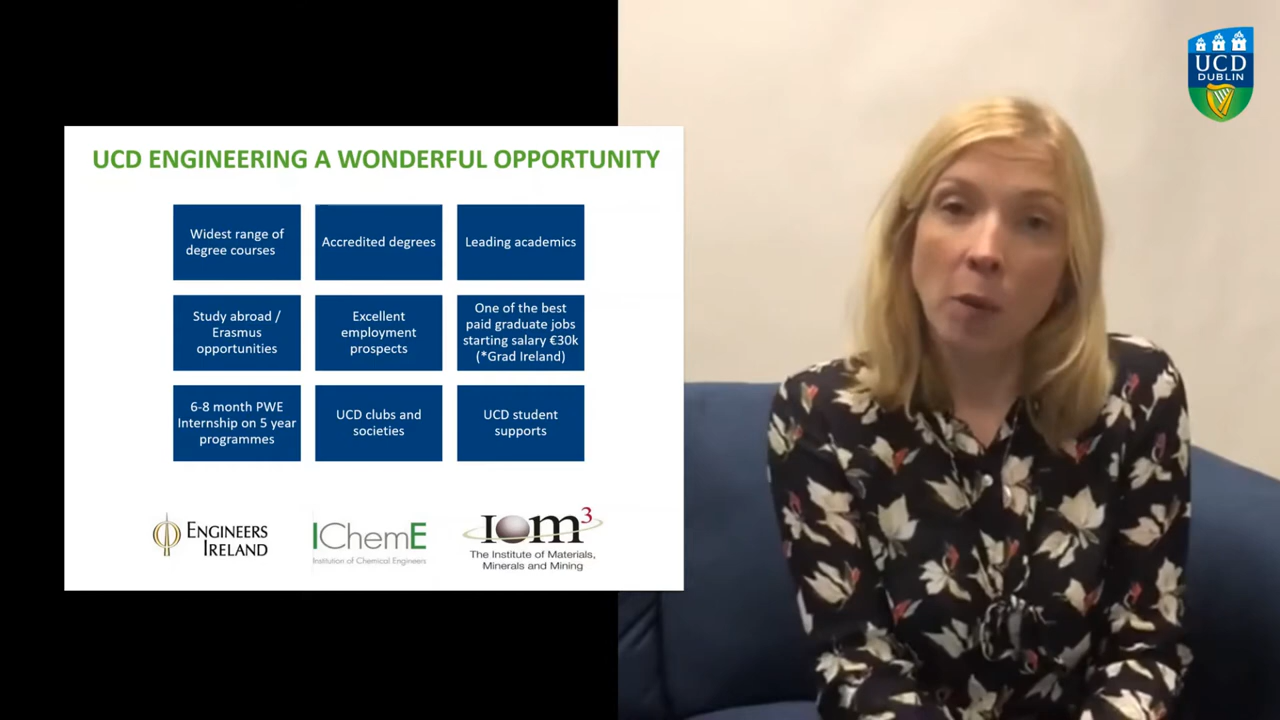 UCD
DUBLIN
UCD ENGINEERING A WONDERFUL OPPORTUNITY
Widest range of
degree courses
Accredited degrees
Leading academics
Study abroad /
Erasmus
opportunities
Excellent
employment
prospects
One of the best
paid graduate jobs
starting salary €30k
(*Grad Ireland)
6-8 month PWE
Internship on 5 year
programmes
UCD clubs and
societies
UCD student
supports
ENGINEERS
IRELAND
IChemE
Institution of Chemical Engineers
IOM3
The Institute of Materials,
Minerals and Mining